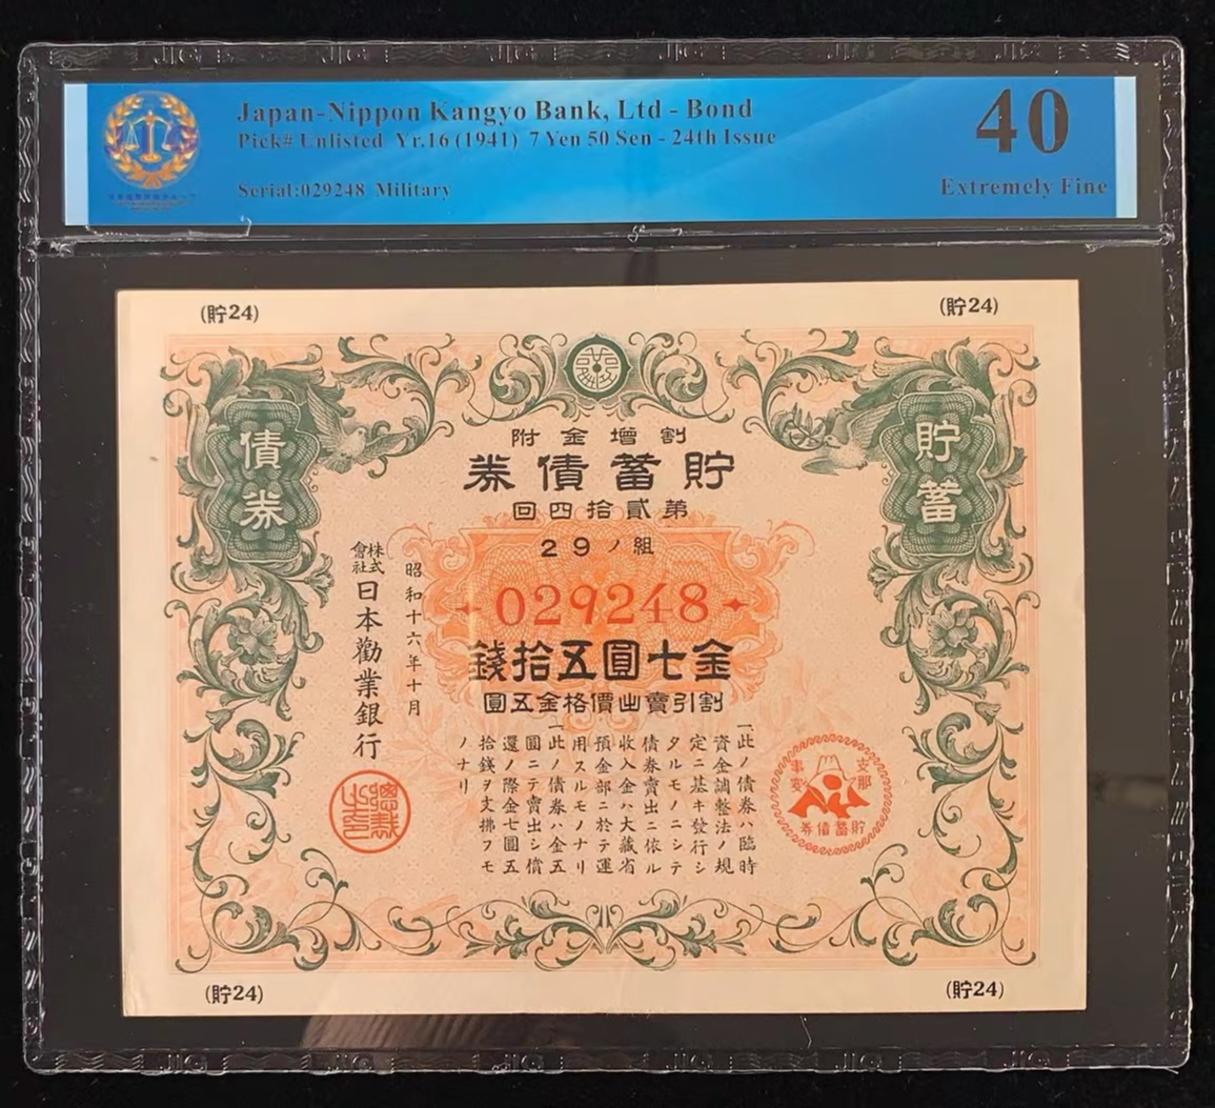 Japan-Nippon Kangyo Bank, Ltd - Bond
Pick# Unlisted Yr.16 (1941) 7 Yen 50 Sen - 24th Issue
Serial:029248 Military
40
Extremely Fine
(貯24)
(貯24)
貯蓄
債券
割增金附
貯蓄債券
第貳拾四回
29ノ組
029248
金七圓五拾錢
割引賣出價格金五圓
一此ノ債券ハ臨時
資金調整法ノ規
定ニ基キ發行シ
タルモノニシテ
債券賣出ニ依ル
收入金ハ大藏省
預金部ニ於テ運
用スルモノナリ
一此ノ債券ハ金五
圓ニテ賣出シ償
還ノ際金七圓五
拾錢ヲ支拂フモ
ノナリ
昭和十六年十月
株式會社日本勸業銀行
總裁之印
支那事變
貯蓄債券
(貯24)
(貯24)